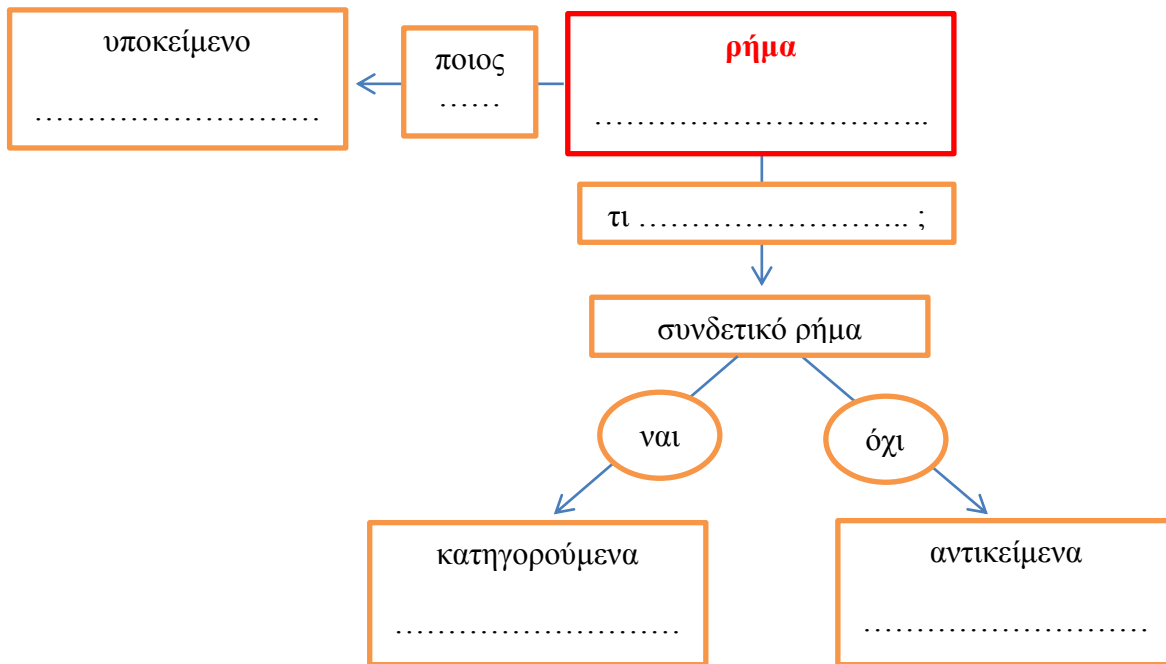 υποκείμενο
…………………………
ποιος
……
ρήμα
…………………………..
τι …………………….. ;
συνδετικό ρήμα
ναι
όχι
κατηγορούμενα
…………………………
αντικείμενα
…………………………